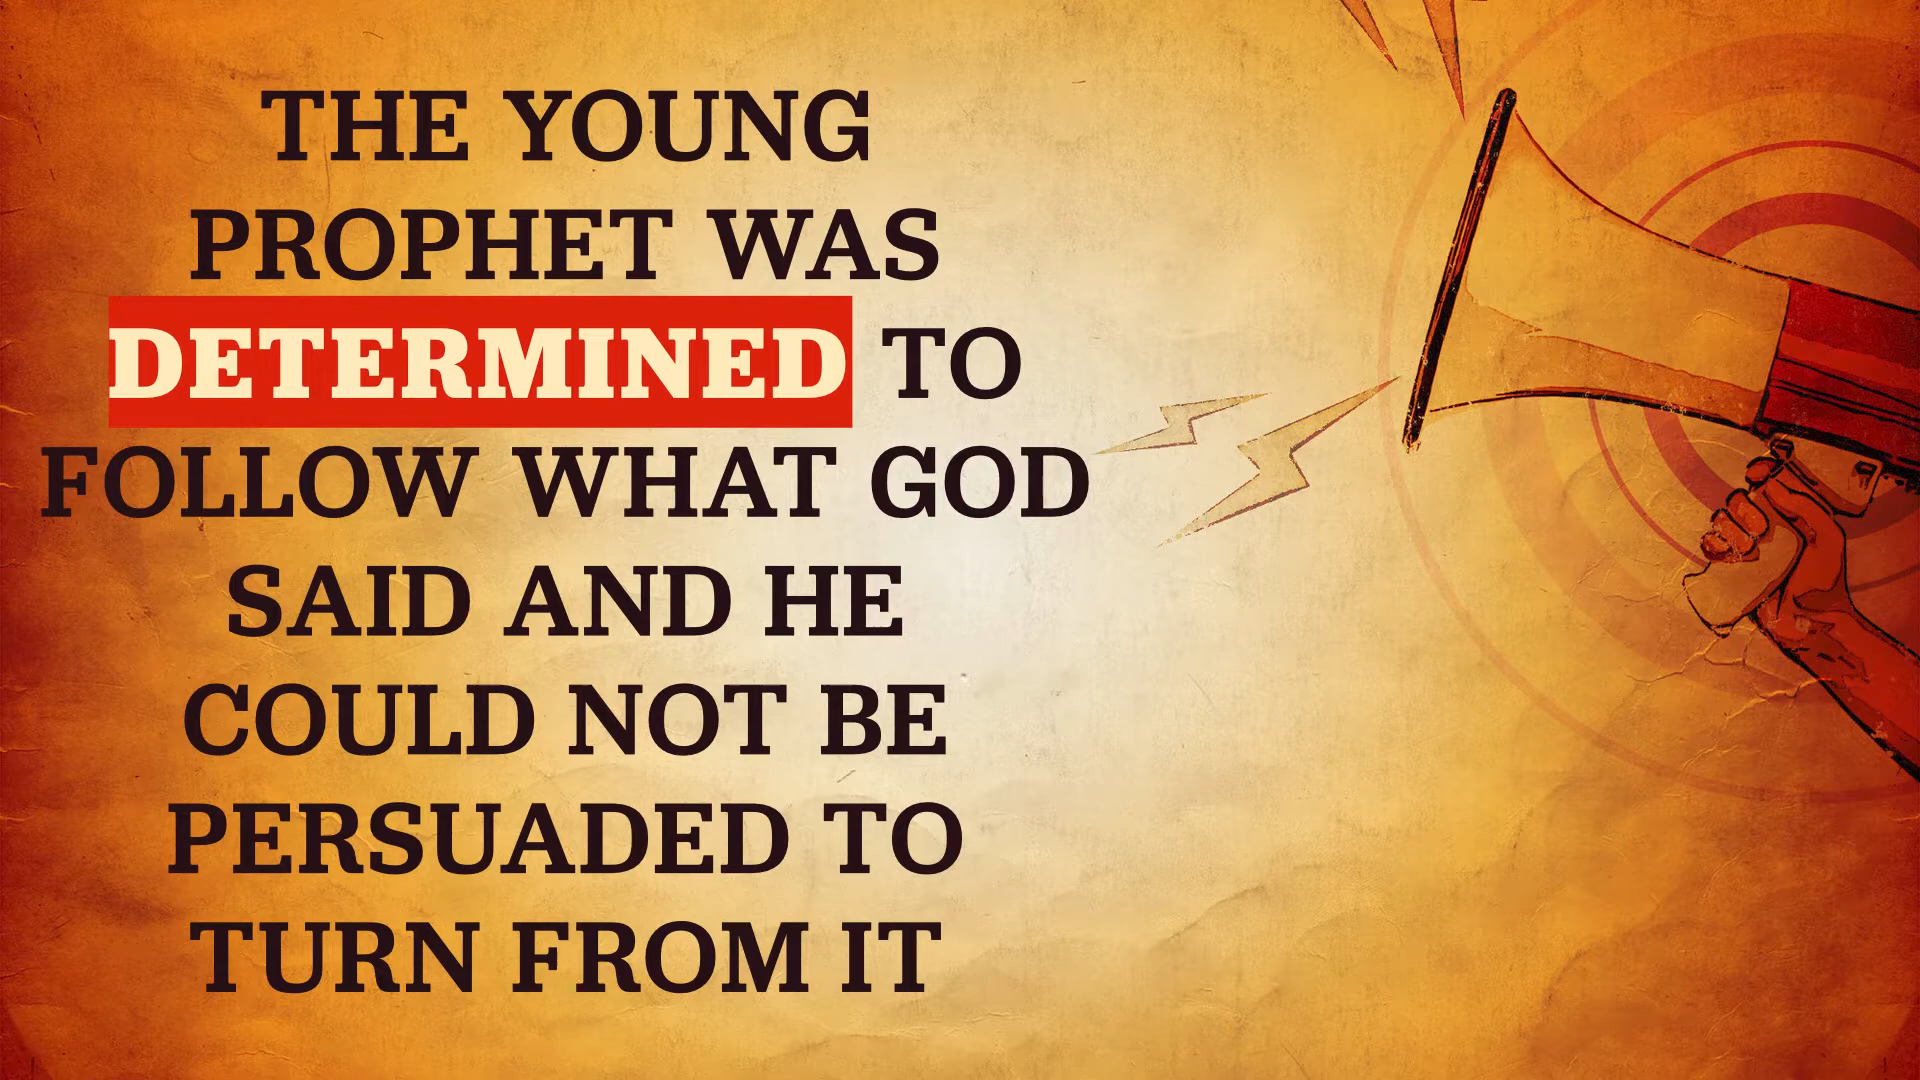 THE YOUNG
PROPHET WAS
DETERMINED TO
FOLLOW WHAT GOD
SAID AND HE
COULD NOT BE
PERSUADED TO
TURN FROM IT